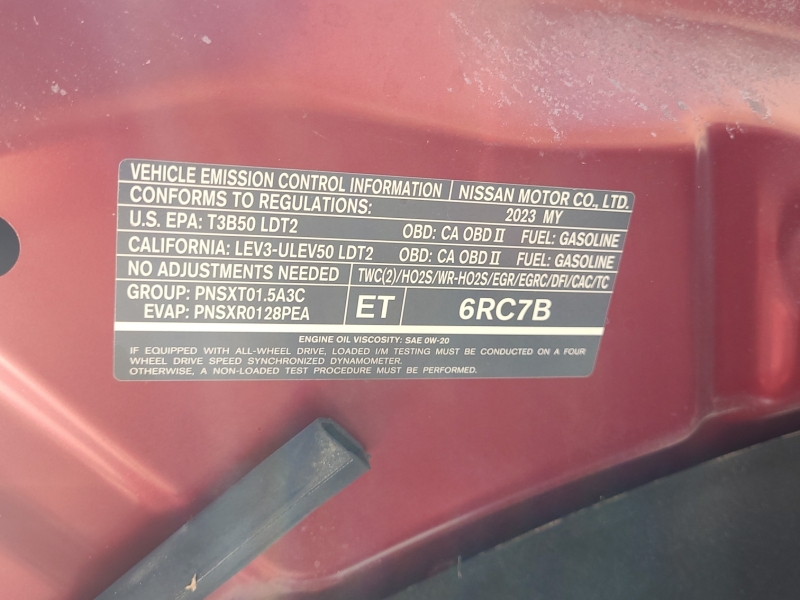 VEHICLE EMISSION CONTROL INFORMATION NISSAN MOTOR CO., LTD.
CONFORMS TO REGULATIONS: 2023 MY
U.S. EPA: T3B50 LDT2 OBD: CA OBD II FUEL: GASOLINE
CALIFORNIA: LEV3-ULEV50 LDT2 OBD: CA OBD II FUEL: GASOLINE
NO ADJUSTMENTS NEEDED TWC(2)/HO2S/WR-HO2S/EGR/EGRC/DFI/CAC/TC
GROUP: PNSXT01.5A3C
EVAP: PNSXR0128PEA
ET 6RC7B
ENGINE OIL VISCOSITY: SAE 0W-20
IF EQUIPPED WITH ALL-WHEEL DRIVE, LOADED I/M TESTING MUST BE CONDUCTED ON A FOUR
WHEEL DRIVE SPEED SYNCHRONIZED DYNAMOMETER.
OTHERWISE, A NON-LOADED TEST PROCEDURE MUST BE PERFORMED.